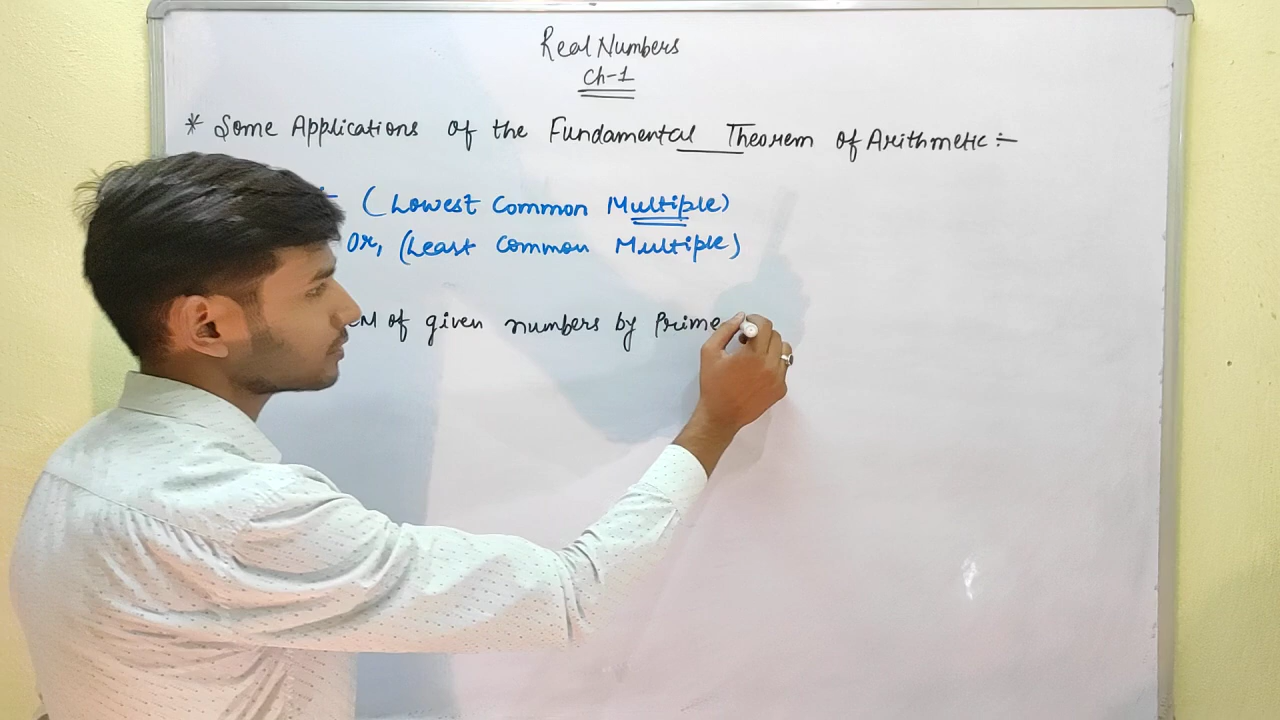 Real Numbers
Ch-1
* Some Applications of the Fundamental Theorem of Arithmetic :-
(Lowest Common Multiple)
Or, (Least Common Multiple)
of given numbers by Prime